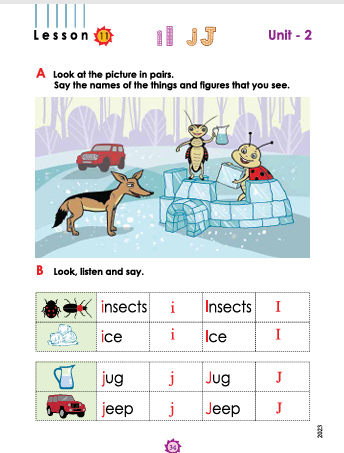 Lesson 11
iI jJ
Unit - 2
A Look at the picture in pairs.
Say the names of the things and figures that you see.
B Look, listen and say.
insects i Insects I
ice i Ice I
jug j Jug J
jeep j Jeep J
34
2023